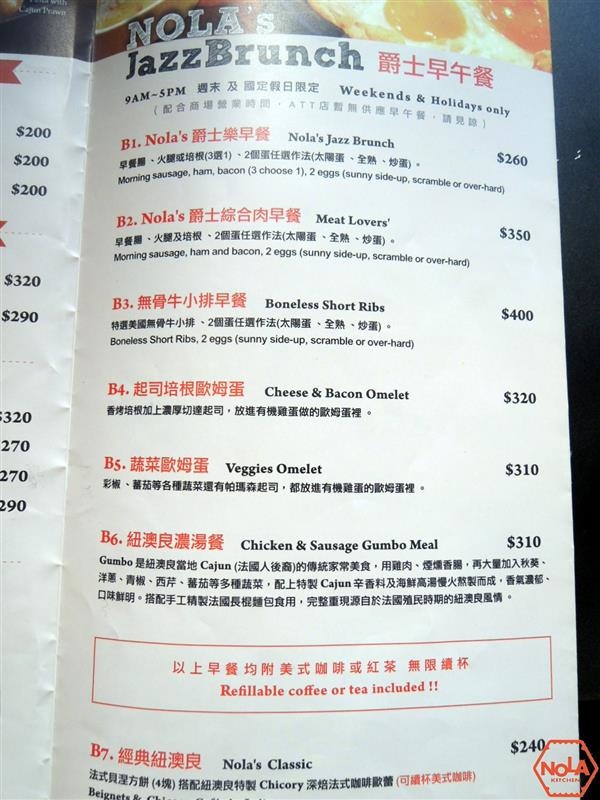 Cajun Prawn
$200
$200
$200
$320
$290
$320
270
270
290
NOLA's
JazzBrunch 爵士早午餐
9AM~5PM 週末 及 國定假日限定 Weekends & Holidays only
(配合商場營業時間,ATT店暫無供應早午餐,請見諒)
B1. Nola's 爵士樂早餐 Nola's Jazz Brunch $260
早餐腸、火腿或培根(3選1)、2個蛋任選作法(太陽蛋、全熟、炒蛋)。
Morning sausage, ham, bacon (3 choose 1), 2 eggs (sunny side-up, scramble or over-hard)
B2. Nola's 爵士綜合肉早餐 Meat Lovers' $350
早餐腸、火腿及培根、2個蛋任選作法(太陽蛋、全熟、炒蛋)。
Morning sausage, ham and bacon, 2 eggs (sunny side-up, scramble or over-hard)
B3. 無骨牛小排早餐 Boneless Short Ribs $400
特選美國無骨牛小排、2個蛋任選作法(太陽蛋、全熟、炒蛋)。
Boneless Short Ribs, 2 eggs (sunny side-up, scramble or over-hard)
B4. 起司培根歐姆蛋 Cheese & Bacon Omelet $320
香烤培根加上濃厚切達起司,放進有機雞蛋做的歐姆蛋裡。
B5. 蔬菜歐姆蛋 Veggies Omelet $310
彩椒、蕃茄等各種蔬菜還有帕瑪森起司,都放進有機雞蛋的歐姆蛋裡。
B6. 紐澳良濃湯餐 Chicken & Sausage Gumbo Meal $310
Gumbo 是紐澳良當地 Cajun (法國人後裔)的傳統家常美食,用雞肉、煙燻香腸,再大量加入秋葵、
洋蔥、青椒、西芹、蕃茄等多種蔬菜,配上特製 Cajun 辛香料及海鮮高湯慢火熬製而成,香氣濃郁、
口味鮮明。搭配手工精製法國長棍麵包食用,完整重現源自於法國殖民時期的紐澳良風情。
以上早餐均附美式咖啡或紅茶 無限續杯
Refillable coffee or tea included !!
B7. 經典紐澳良 Nola's Classic $240
法式貝涅方餅 (4塊) 搭配紐澳良特製 Chicory 深焙法式咖啡歐蕾 (可續杯美式咖啡)
NOLA
KITCHEN